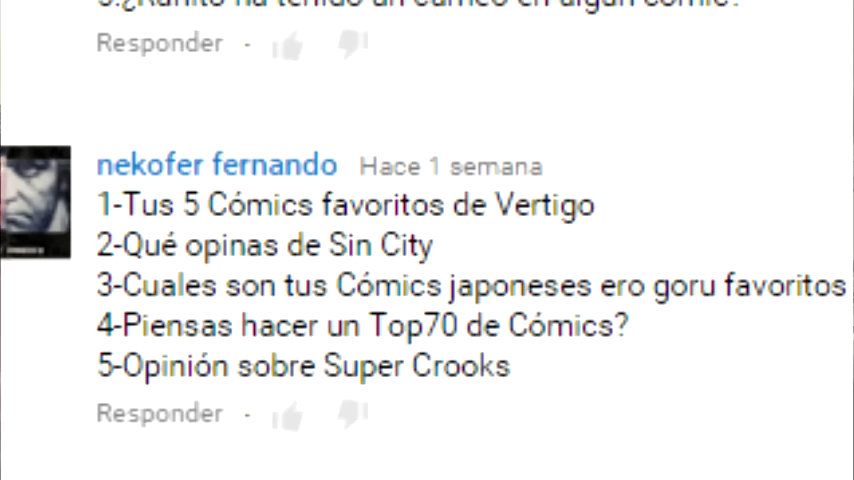 Responder ·
nekofer fernando Hace 1 semana
1-Tus 5 Cómics favoritos de Vertigo
2-Qué opinas de Sin City
3-Cuales son tus Cómics japoneses ero goru favoritos
4-Piensas hacer un Top70 de Cómics?
5-Opinión sobre Super Crooks
Responder ·